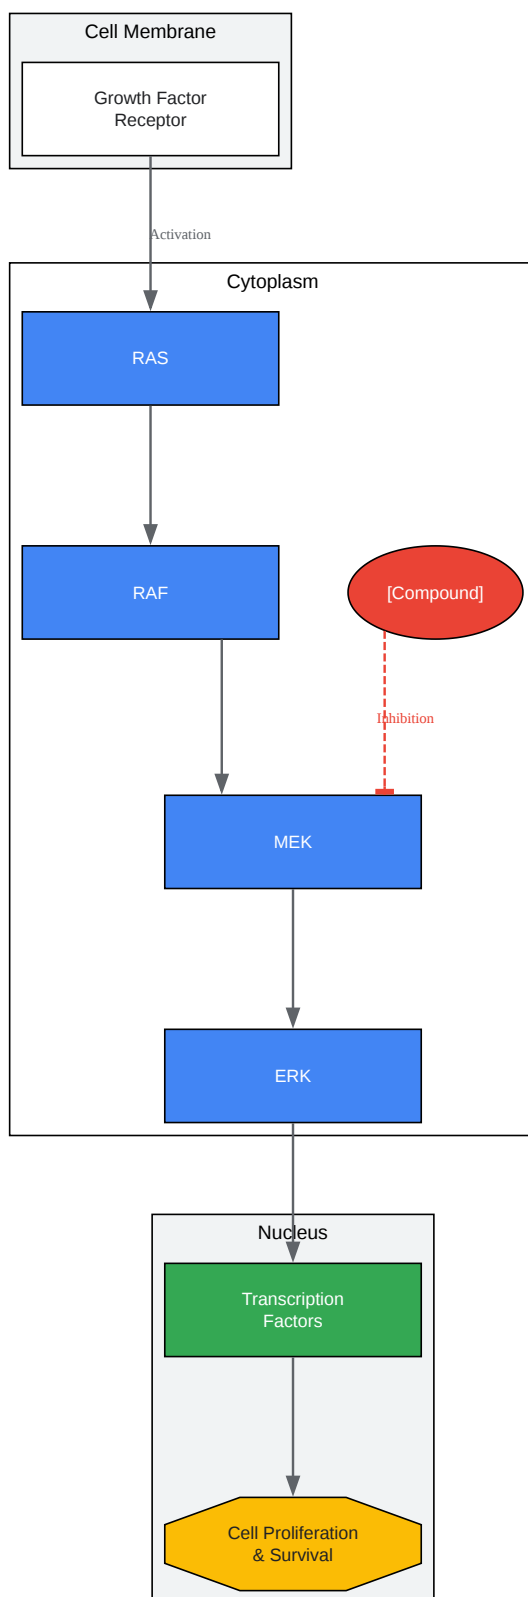 Cell Membrane
Growth Factor
Receptor
Activation
Cytoplasm
RAS
RAF
[Compound]
Inhibition
MEK
ERK
Nucleus
Transcription
Factors
Cell Proliferation
& Survival